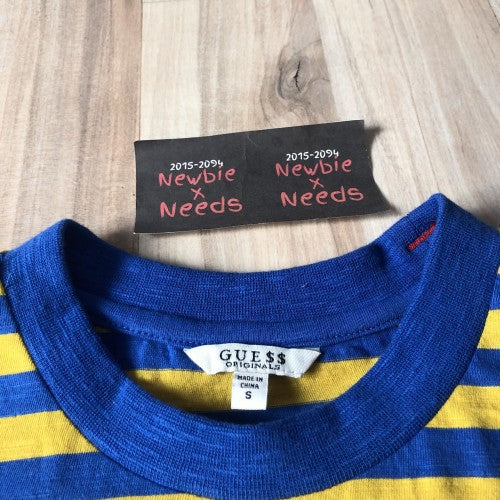 2015-2094
Newbie
x
Needs
2015-2094
Newbie
x
Needs
GUE$$
ORIGINALS
MADE IN
CHINA
S